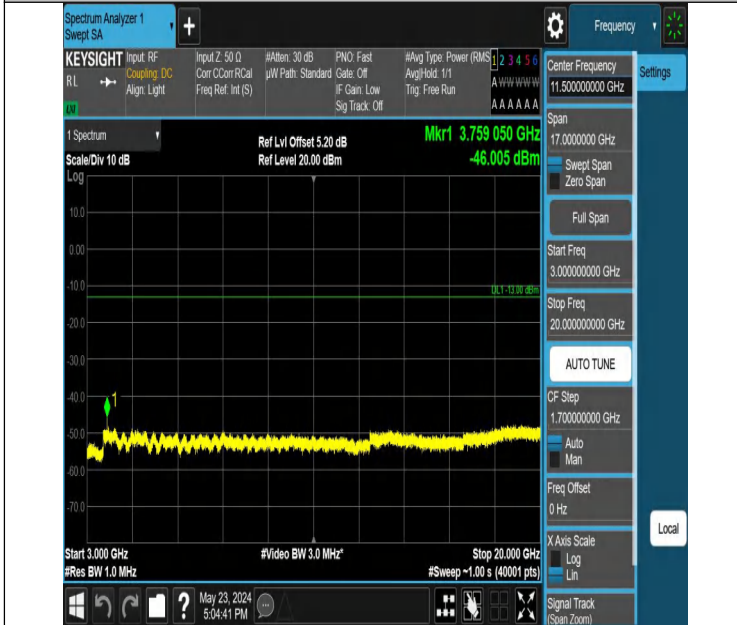 Spectrum Analyzer 1
Swept SA
+
Frequency
KEYSIGHT
RL
Input: RF
Coupling: DC
Align: Light
Input Z: 50 Ω
Corr CCorr RCal
Freq Ref: Int (S)
#Atten: 30 dB
µW Path: Standard
PNO: Fast
Gate: Off
IF Gain: Low
Sig Track: Off
#Avg Type: Power (RMS
Avg|Hold: 1/1
Trig: Free Run
1 2 3 4 5 6
A W W W W W
A A A A A A
Center Frequency
11.500000000 GHz
Settings
Span
17.0000000 GHz
Swept Span
Zero Span
Full Span
Start Freq
3.000000000 GHz
Stop Freq
20.000000000 GHz
AUTO TUNE
CF Step
1.700000000 GHz
Auto
Man
Freq Offset
0 Hz
X Axis Scale
Log
Lin
Signal Track
(Span Zoom)
Local
1 Spectrum
Scale/Div 10 dB
Log
Ref Lvl Offset 5.20 dB
Ref Level 20.00 dBm
Mkr1 3.759 050 GHz
-46.005 dBm
10.0
0.00
-10.0
DL1 -13.00 dBm
-20.0
-30.0
-40.0
1
-50.0
-60.0
-70.0
Start 3.000 GHz
#Res BW 1.0 MHz
#Video BW 3.0 MHz*
Stop 20.000 GHz
#Sweep ~1.00 s (40001 pts)
?
May 23, 2024
5:04:41 PM